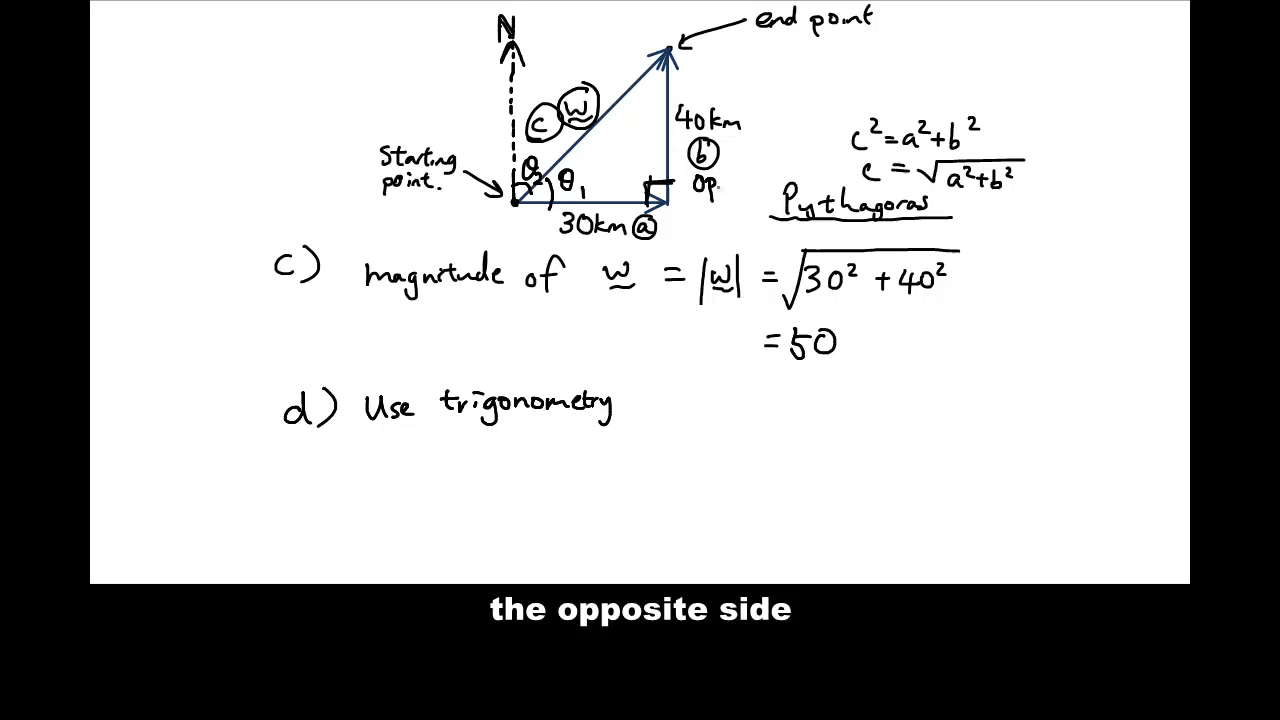 N
end point
c w
40km
b
op
Starting
point.
θ2 θ1
30km a
c²=a²+b²
c = √a²+b²
Pythagoras
c) magnitude of w = |w| = √30² + 40²
= 50
d) Use trigonometry
the opposite side